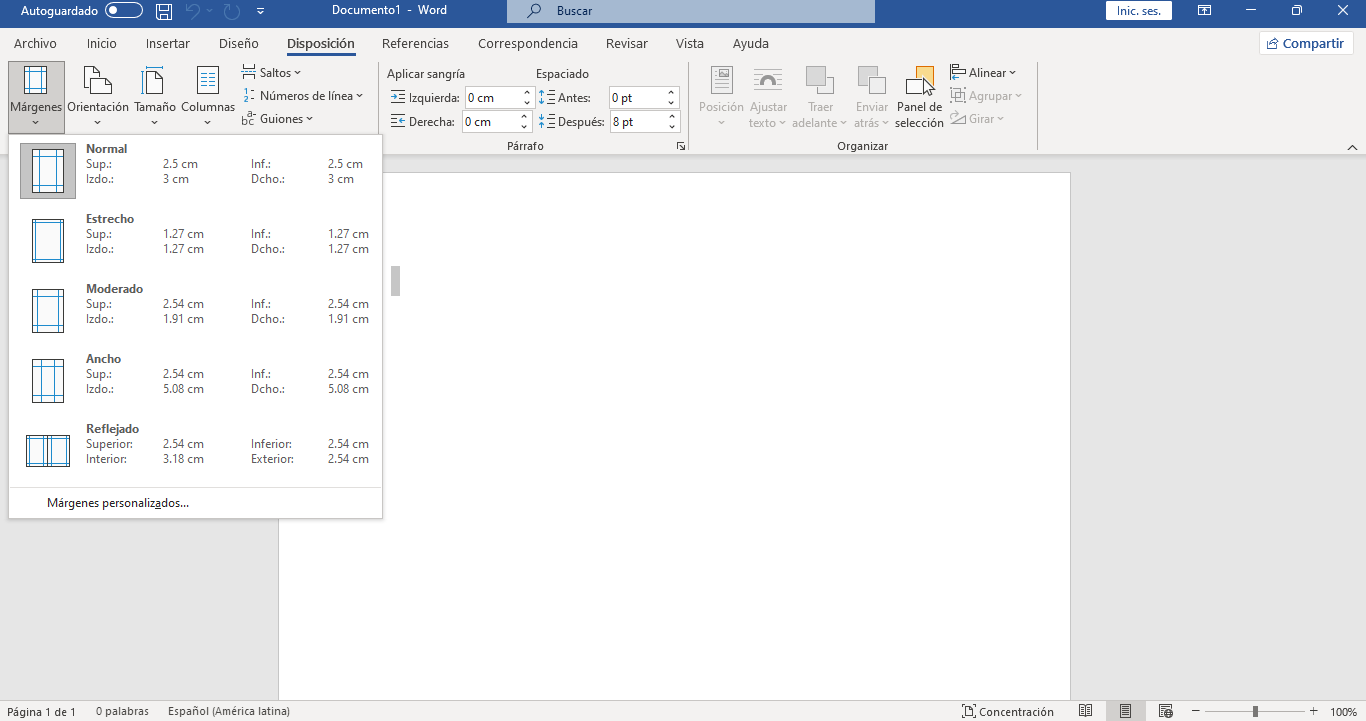 Autoguardado
Documento1 - Word
Buscar
Inic. ses.
Archivo Inicio Insertar Diseño Disposición Referencias Correspondencia Revisar Vista Ayuda
Compartir
Márgenes Orientación Tamaño Columnas
Saltos
Números de línea
Guiones
Aplicar sangría Espaciado
Izquierda: 0 cm Antes: 0 pt
Derecha: 0 cm Después: 8 pt
Párrafo
Posición Ajustar texto Traer adelante Enviar atrás Panel de selección
Alinear
Agrupar
Girar
Organizar
Normal
Sup.: 2.5 cm Inf.: 2.5 cm
Izdo.: 3 cm Dcho.: 3 cm
Estrecho
Sup.: 1.27 cm Inf.: 1.27 cm
Izdo.: 1.27 cm Dcho.: 1.27 cm
Moderado
Sup.: 2.54 cm Inf.: 2.54 cm
Izdo.: 1.91 cm Dcho.: 1.91 cm
Ancho
Sup.: 2.54 cm Inf.: 2.54 cm
Izdo.: 5.08 cm Dcho.: 5.08 cm
Reflejado
Superior: 2.54 cm Inferior: 2.54 cm
Interior: 3.18 cm Exterior: 2.54 cm
Márgenes personalizados...
Página 1 de 1 0 palabras Español (América latina)
Concentración
100%